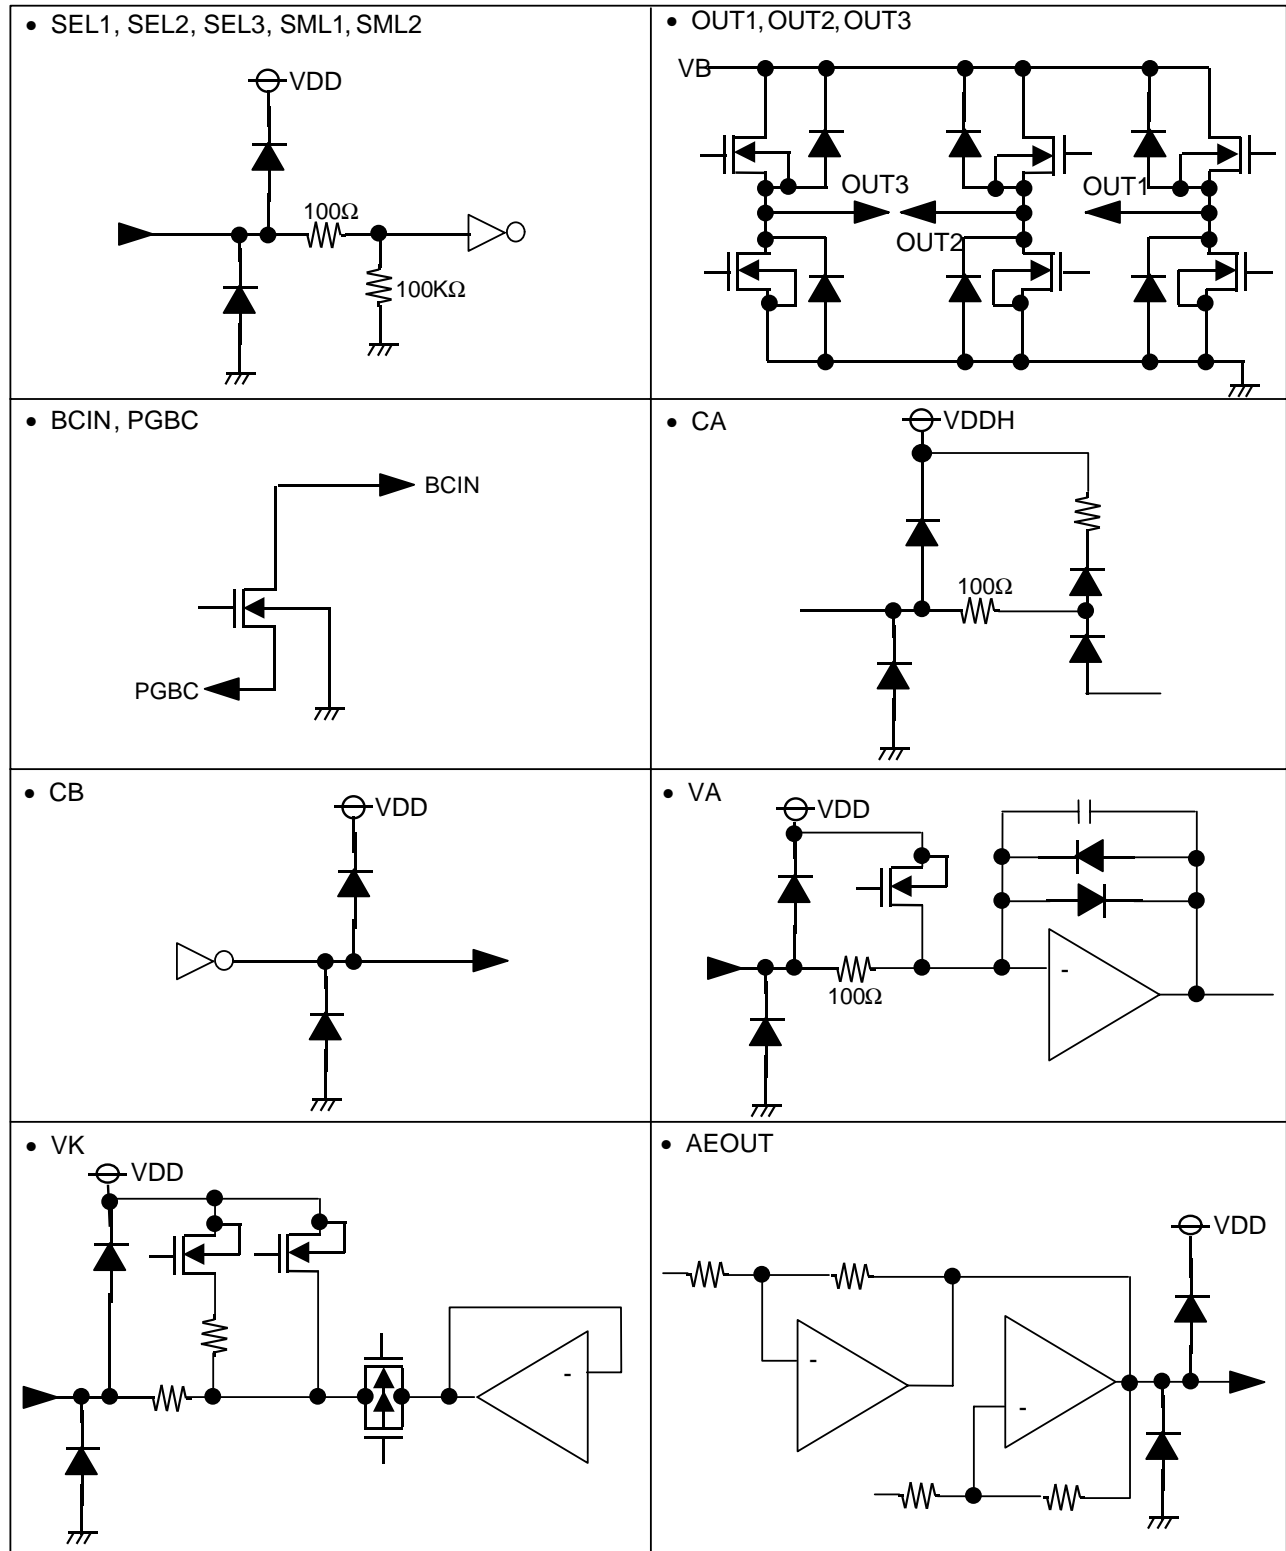 • SEL1, SEL2, SEL3, SML1, SML2
VDD
100Ω
100KΩ
• OUT1, OUT2, OUT3
VB
OUT3
OUT1
OUT2
• BCIN, PGBC
BCIN
PGBC
• CA
VDDH
100Ω
• CB
VDD
• VA
VDD
-
100Ω
• VK
VDD
-
• AEOUT
VDD
-
-